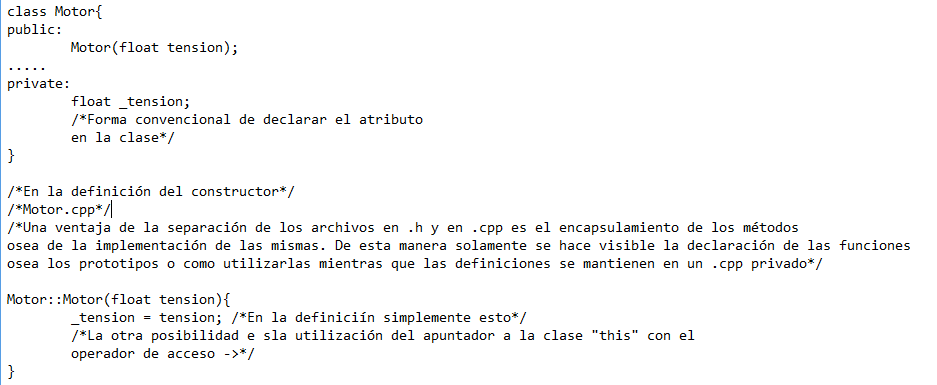 class Motor{
public:
Motor(float tension);
.....
private:
float _tension;
/*Forma convencional de declarar el atributo
en la clase*/
}
/*En la definición del constructor*/
/*Motor.cpp*/
/*Una ventaja de la separación de los archivos en .h y en .cpp es el encapsulamiento de los métodos
osea de la implementación de las mismas. De esta manera solamente se hace visible la declaración de las funciones
osea los prototipos o como utilizarlas mientras que las definiciones se mantienen en un .cpp privado*/
Motor::Motor(float tension){
_tension = tension; /*En la definiciín simplemente esto*/
/*La otra posibilidad e sla utilización del apuntador a la clase "this" con el
operador de acceso ->*/
}